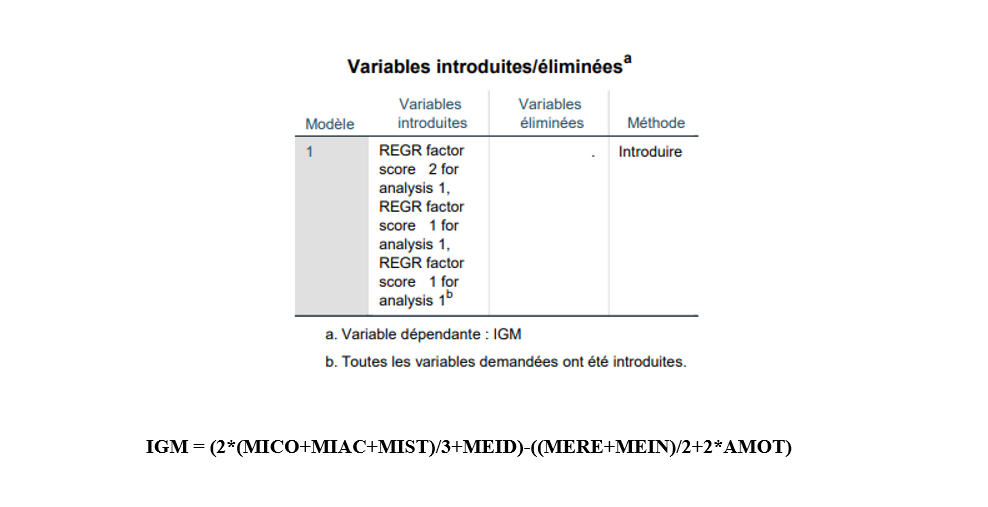 Variables introduites/éliminéesa
Modèle
Variables
introduites
Variables
éliminées
Méthode
1
REGR factor
score 2 for
analysis 1,
REGR factor
score 1 for
analysis 1,
REGR factor
score 1 for
analysis 1b
.
Introduire
a. Variable dépendante : IGM
b. Toutes les variables demandées ont été introduites.
IGM = (2*(MICO+MIAC+MIST)/3+MEID)-((MERE+MEIN)/2+2*AMOT)